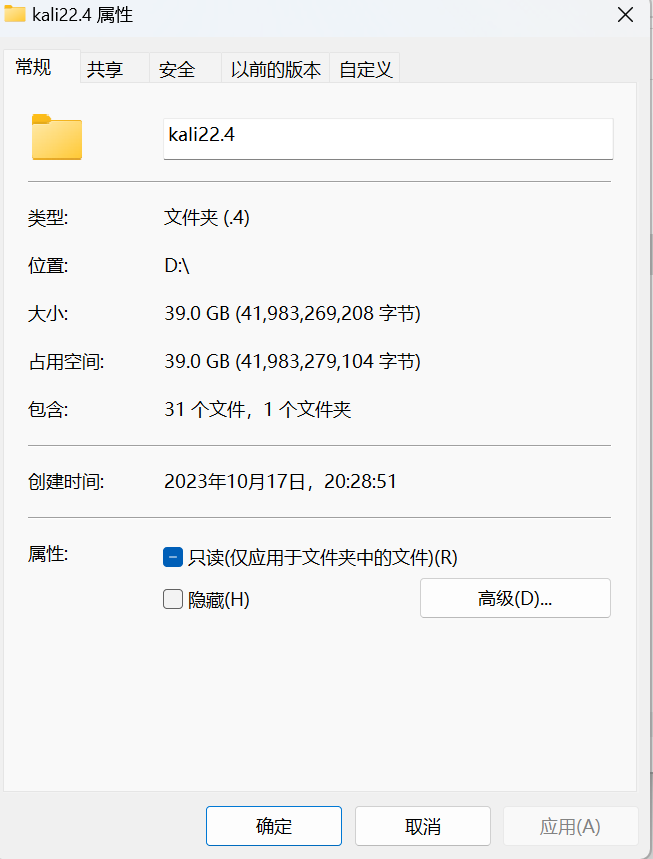 kali22.4 属性
常规 共享 安全 以前的版本 自定义
kali22.4
类型: 文件夹 (.4)
位置: D:\
大小: 39.0 GB (41,983,269,208 字节)
占用空间: 39.0 GB (41,983,279,104 字节)
包含: 31 个文件，1 个文件夹
创建时间: 2023年10月17日，20:28:51
属性: 只读(仅应用于文件夹中的文件)(R)
隐藏(H) 高级(D)...
确定 取消 应用(A)